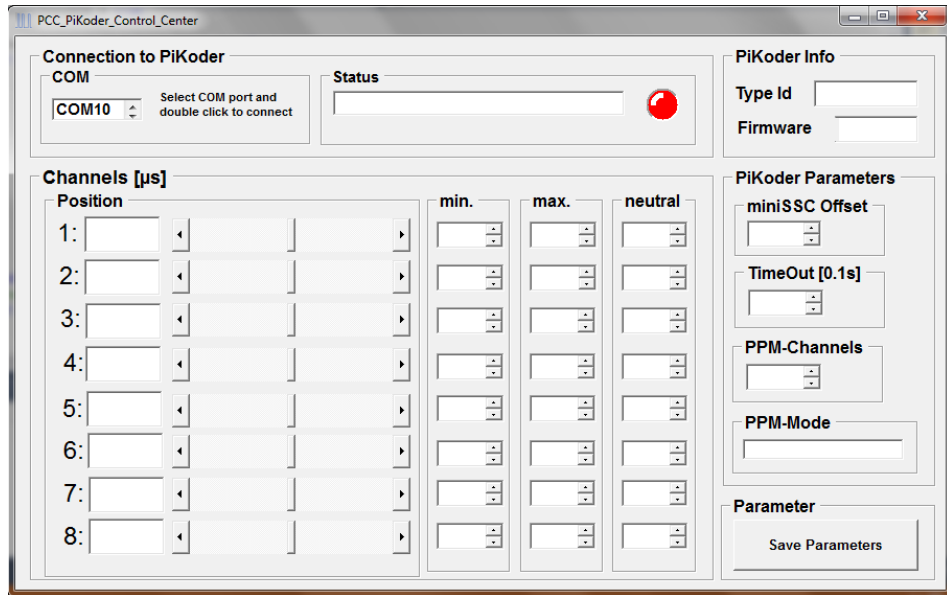 PCC_PiKoder_Control_Center
Connection to PiKoder
COM
COM10
Select COM port and
double click to connect
Status
PiKoder Info
Type Id
Firmware
Channels [µs]
Position
min.
max.
neutral
1:
2:
3:
4:
5:
6:
7:
8:
PiKoder Parameters
miniSSC Offset
TimeOut [0.1s]
PPM-Channels
PPM-Mode
Parameter
Save Parameters